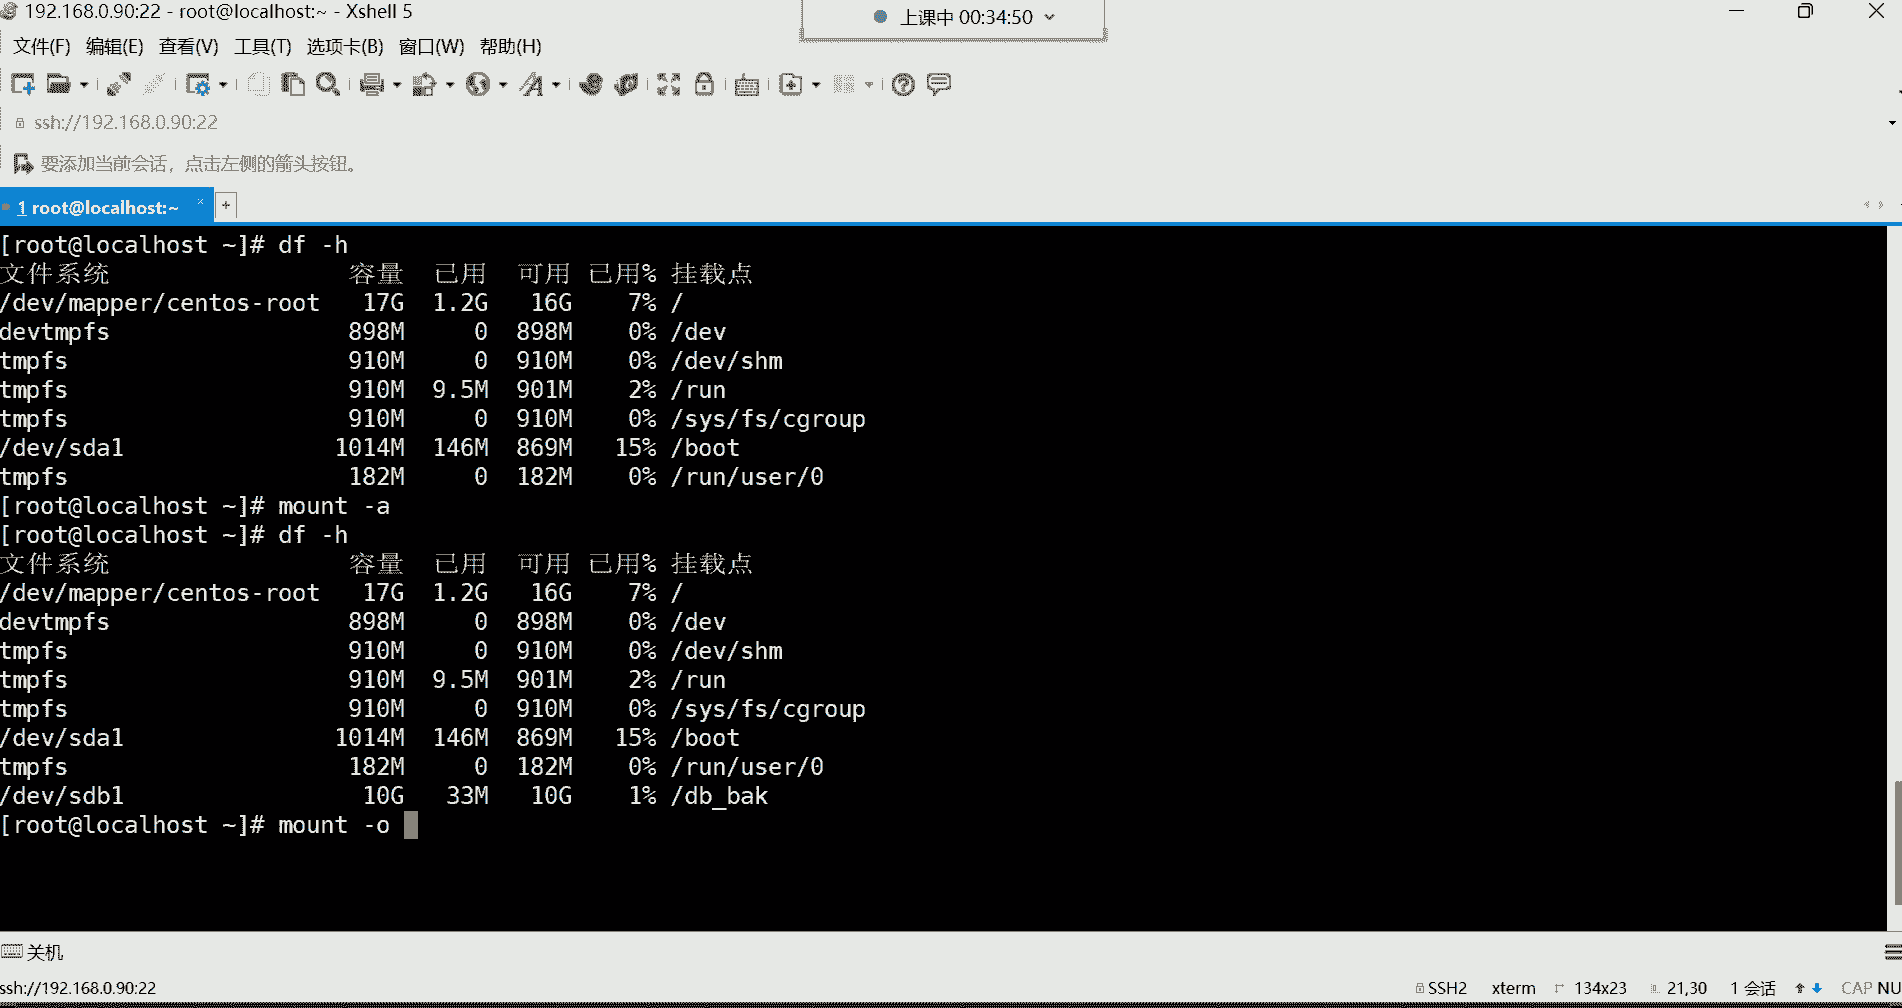 192.168.0.90:22 - root@localhost:~ - Xshell 5
上课中 00:34:50
文件(F) 编辑(E) 查看(V) 工具(T) 选项卡(B) 窗口(W) 帮助(H)
ssh://192.168.0.90:22
要添加当前会话，点击左侧的箭头按钮。
1 root@localhost:~ × +
[root@localhost ~]# df -h
文件系统 容量 已用 可用 已用% 挂载点
/dev/mapper/centos-root 17G 1.2G 16G 7% /
devtmpfs 898M 0 898M 0% /dev
tmpfs 910M 0 910M 0% /dev/shm
tmpfs 910M 9.5M 901M 2% /run
tmpfs 910M 0 910M 0% /sys/fs/cgroup
/dev/sda1 1014M 146M 869M 15% /boot
tmpfs 182M 0 182M 0% /run/user/0
[root@localhost ~]# mount -a
[root@localhost ~]# df -h
文件系统 容量 已用 可用 已用% 挂载点
/dev/mapper/centos-root 17G 1.2G 16G 7% /
devtmpfs 898M 0 898M 0% /dev
tmpfs 910M 0 910M 0% /dev/shm
tmpfs 910M 9.5M 901M 2% /run
tmpfs 910M 0 910M 0% /sys/fs/cgroup
/dev/sda1 1014M 146M 869M 15% /boot
tmpfs 182M 0 182M 0% /run/user/0
/dev/sdb1 10G 33M 10G 1% /db_bak
[root@localhost ~]# mount -o
关机
ssh://192.168.0.90:22 SSH2 xterm 134x23 21,30 1 会话 CAP NU